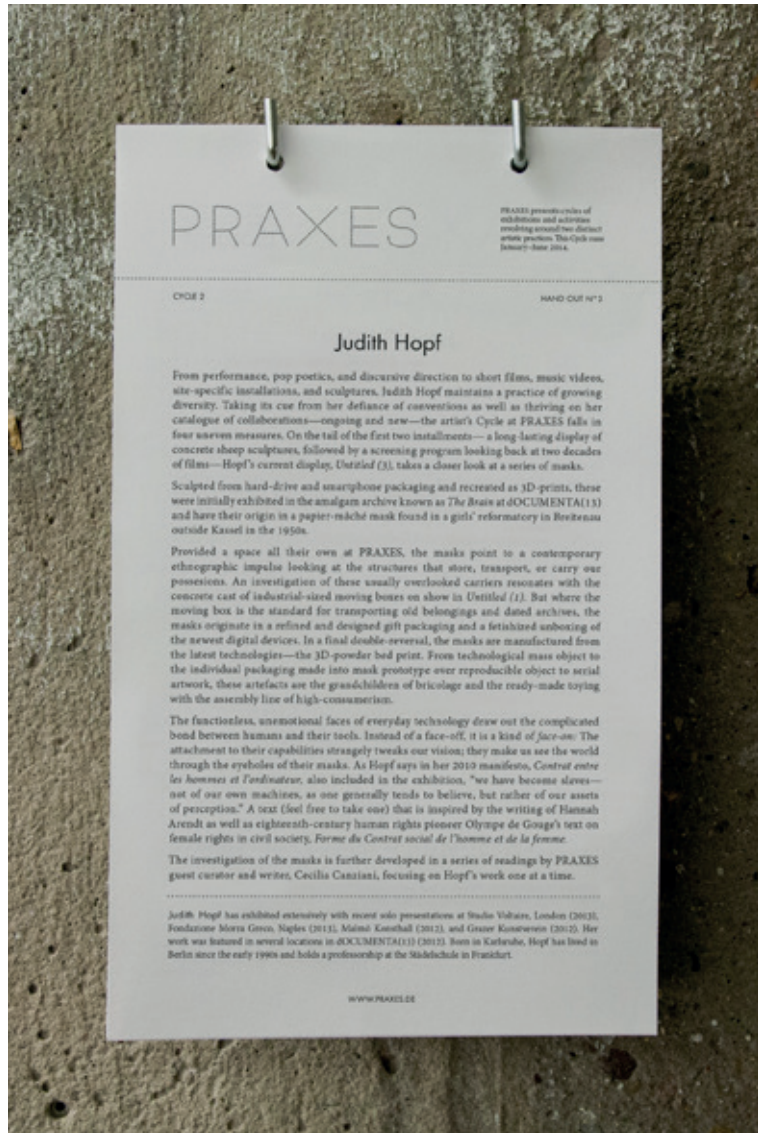 PRAXES
PRAXES presents cycles of
exhibitions and activities
revolving around two distinct
artistic practices. This Cycle runs
January–June 2014.
CYCLE 2
HAND OUT Nº 3
Judith Hopf
From performance, pop poetics, and discursive direction to short films, music videos,
site-specific installations, and sculptures, Judith Hopf maintains a practice of growing
diversity. Taking its cue from her defiance of conventions as well as thriving on her
catalogue of collaborations—ongoing and new—the artist's Cycle at PRAXES falls in
four uneven measures. On the tail of the first two installments— a long-lasting display of
concrete sheep sculptures, followed by a screening program looking back at two decades
of films—Hopf's current display, Untitled (3), takes a closer look at a series of masks.
Sculpted from hard-drive and smartphone packaging and recreated as 3D-prints, these
were initially exhibited in the amalgam archive known as The Brain at dOCUMENTA(13)
and have their origin in a papier-mâché mask found in a girls' reformatory in Breitenau
outside Kassel in the 1950s.
Provided a space all their own at PRAXES, the masks point to a contemporary
ethnographic impulse looking at the structures that store, transport, or carry our
possesions. An investigation of these usually overlooked carriers resonates with the
concrete cast of industrial-sized moving boxes on show in Untitled (1). But where the
moving box is the standard for transporting old belongings and dated archives, the
masks originate in a refined and designed gift packaging and a fetishized unboxing of
the newest digital devices. In a final double-reversal, the masks are manufactured from
the latest technologies—the 3D-powder bed print. From technological mass object to
the individual packaging made into mask prototype over reproducible object to serial
artwork, these artefacts are the grandchildren of bricolage and the ready-made toying
with the assembly line of high-consumerism.
The functionless, unemotional faces of everyday technology draw out the complicated
bond between humans and their tools. Instead of a face-off, it is a kind of face-on: The
attachment to their capabilities strangely tweaks our vision; they make us see the world
through the eyeholes of their masks. As Hopf says in her 2010 manifesto, Contrat entre
les hommes et l'ordinateur, also included in the exhibition, "we have become slaves—
not of our own machines, as one generally tends to believe, but rather of our assets
of perception." A text (feel free to take one) that is inspired by the writing of Hannah
Arendt as well as eighteenth-century human rights pioneer Olympe de Gouge's text on
female rights in civil society, Forme du Contrat social de l'homme et de la femme.
The investigation of the masks is further developed in a series of readings by PRAXES
guest curator and writer, Cecilia Canziani, focusing on Hopf's work one at a time.
Judith Hopf has exhibited extensively with recent solo presentations at Studio Voltaire, London (2013),
Fondazione Morra Greco, Naples (2013), Malmö Konsthall (2012), and Grazer Kunstverein (2012). Her
work was featured in several locations in dOCUMENTA(13) (2012). Born in Karlsruhe, Hopf has lived in
Berlin since the early 1990s and holds a professorship at the Städelschule in Frankfurt.
WWW.PRAXES.DE